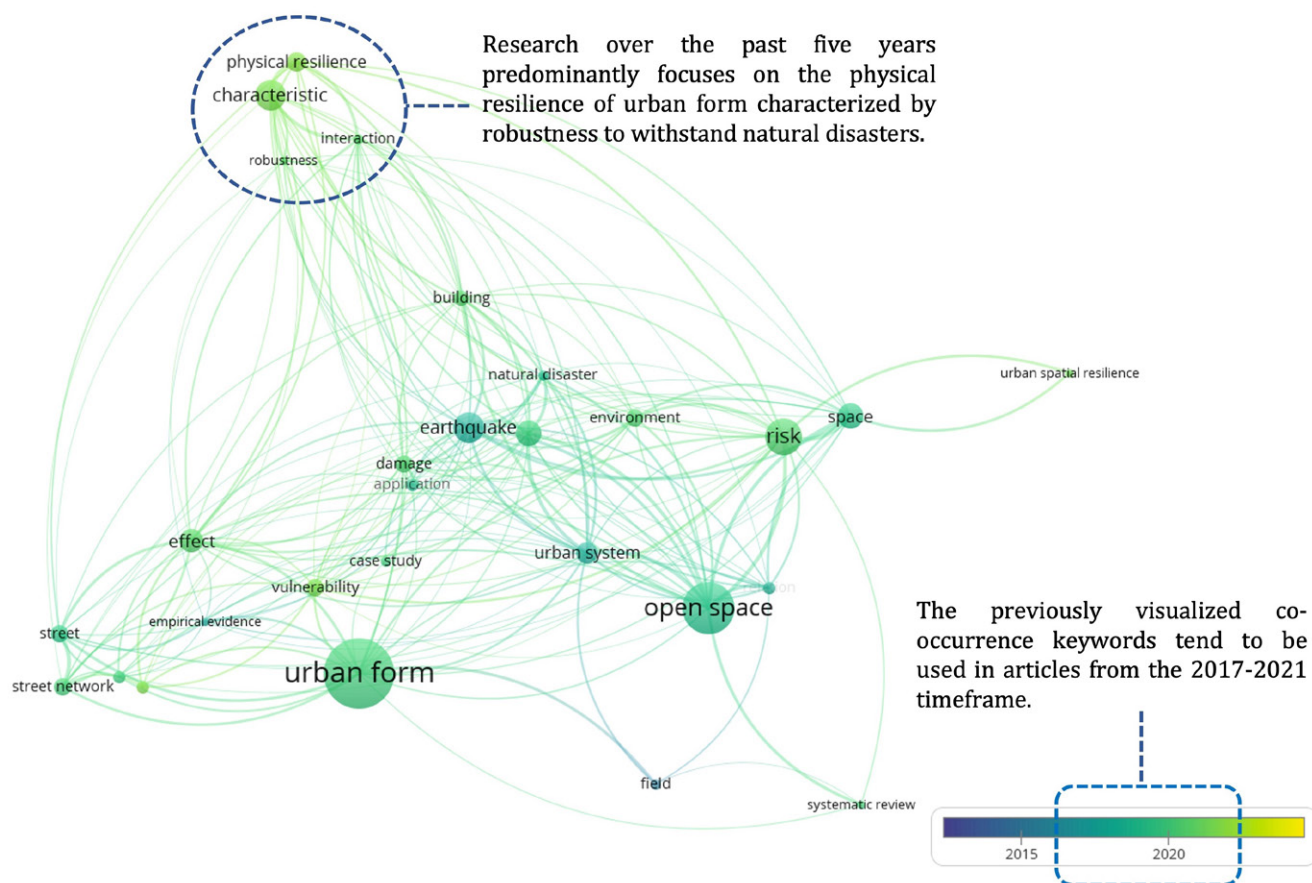 physical resilience
characteristic
interaction
robustness
Research over the past five years
predominantly focuses on the physical
resilience of urban form characterized by
robustness to withstand natural disasters.
building
natural disaster
urban spatial resilience
earthquake
environment
space
risk
damage
application
effect
case study
urban system
vulnerability
open space
empirical evidence
street
urban form
street network
The previously visualized co-
occurrence keywords tend to be
used in articles from the 2017-2021
timeframe.
field
systematic review
2015
2020